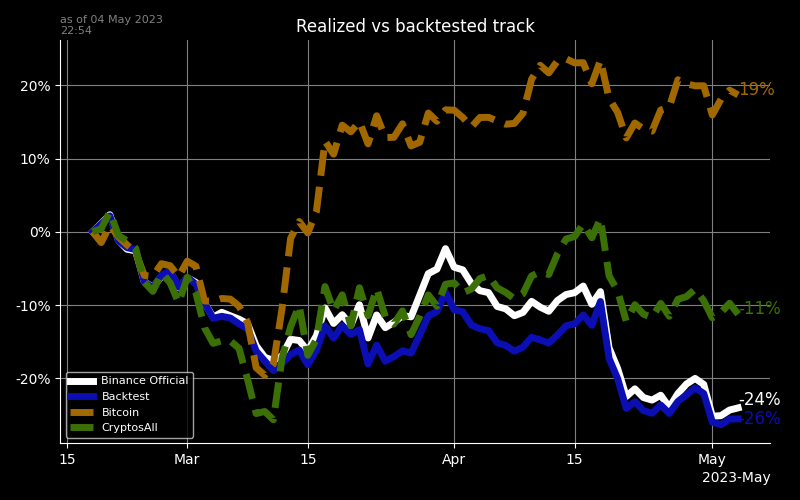 as of 04 May 2023
22:54
Realized vs backtested track
20%
10%
0%
-10%
-20%
19%
-11%
-24%
-26%
Binance Official
Backtest
Bitcoin
CryptosAll
15
Mar
15
Apr
15
May
2023-May